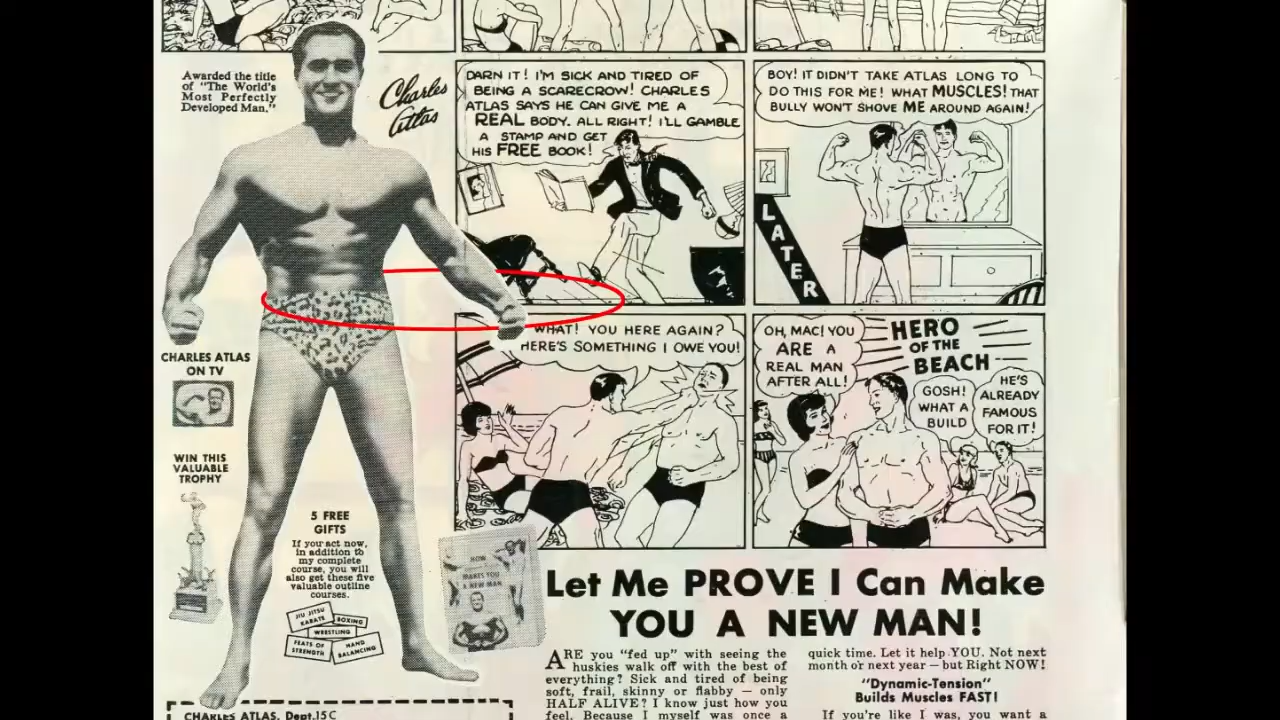 Awarded the title
of "The World's
Most Perfectly
Developed Man."
Charles
Atlas
DARN IT! I'M SICK AND TIRED OF
BEING A SCARECROW! CHARLES
ATLAS SAYS HE CAN GIVE ME A
REAL BODY. ALL RIGHT! I'LL GAMBLE
A STAMP AND GET
HIS FREE BOOK!
BOY! IT DIDN'T TAKE ATLAS LONG TO
DO THIS FOR ME! WHAT MUSCLES! THAT
BULLY WON'T SHOVE ME AROUND AGAIN!
LATER
WHAT! YOU HERE AGAIN?
HERE'S SOMETHING I OWE YOU!
OH, MAC! YOU
ARE A
REAL MAN
AFTER ALL!
HERO
OF THE
BEACH
GOSH!
WHAT A
BUILD
HE'S
ALREADY
FAMOUS
FOR IT!
CHARLES ATLAS
ON TV
WIN THIS
VALUABLE
TROPHY
5 FREE
GIFTS
If you act now,
in addition to
my complete
course, you will
also get these five
valuable outline
courses.
JIU JITSU
KARATE
BOXING
WRESTLING
FEATS OF
STRENGTH
HAND
BALANCING
HOW
MAKES YOU
A NEW MAN
Let Me PROVE I Can Make
YOU A NEW MAN!
ARE you "fed up" with seeing the
huskies walk off with the best of
everything? Sick and tired of being
soft, frail, skinny or flabby — only
HALF ALIVE? I know just how you
feel. Because I myself was once a
quick time. Let it help YOU. Not next
month or next year — but Right NOW!
"Dynamic-Tension"
Builds Muscles FAST!
If you're like I was, you want a
CHARLES ATLAS, Dept. 15C